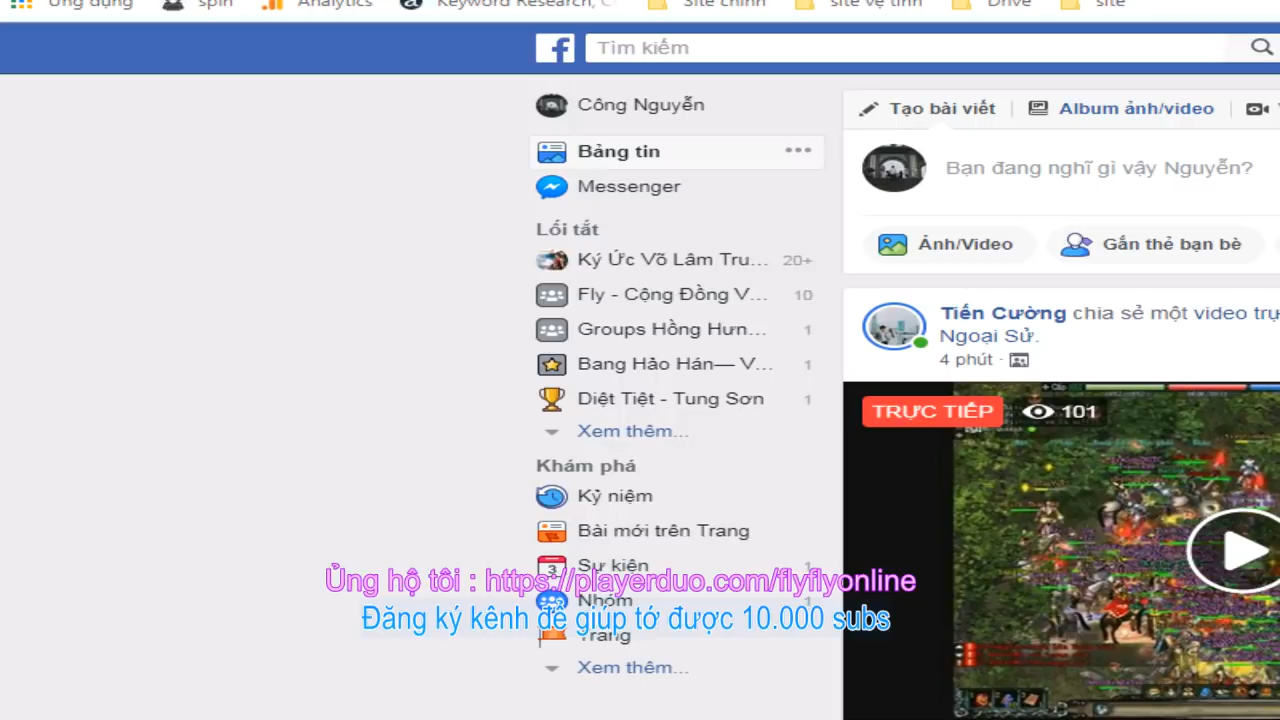 Ứng dụng spin Analytics Keyword Research, C Site chính site vệ tinh Drive site
Tìm kiếm
Công Nguyễn
Bảng tin
Messenger
Lối tắt
Ký Ức Võ Lâm Tru... 20+
Fly - Cộng Đồng V... 10
Groups Hồng Hưn... 1
Bang Hảo Hán— V... 1
Diệt Tiệt - Tung Sơn 1
Xem thêm...
Khám phá
Kỷ niệm
Bài mới trên Trang
Sự kiện 1
Nhóm 1
Trang
Xem thêm...
Tạo bài viết Album ảnh/video
Bạn đang nghĩ gì vậy Nguyễn?
Ảnh/Video Gắn thẻ bạn bè
Tiến Cường chia sẻ một video trự
Ngoại Sử.
4 phút ·
TRỰC TIẾP 101
Ủng hộ tôi : https://playerduo.com/flyflyonline
Đăng ký kênh để giúp tớ được 10.000 subs